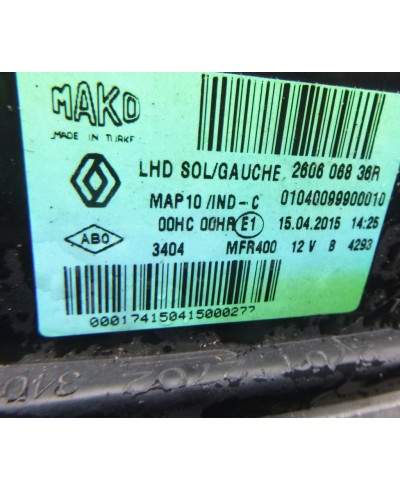 MAKO
MADE IN TURKE
LHD SOL/GAUCHE 2606 068 36R
MAP10 /IND-C 01040099900010
00HC 00HR E1 15.04.2015 14:25
ABO 3404 MFR400 12 V B 4293
000174150415000277